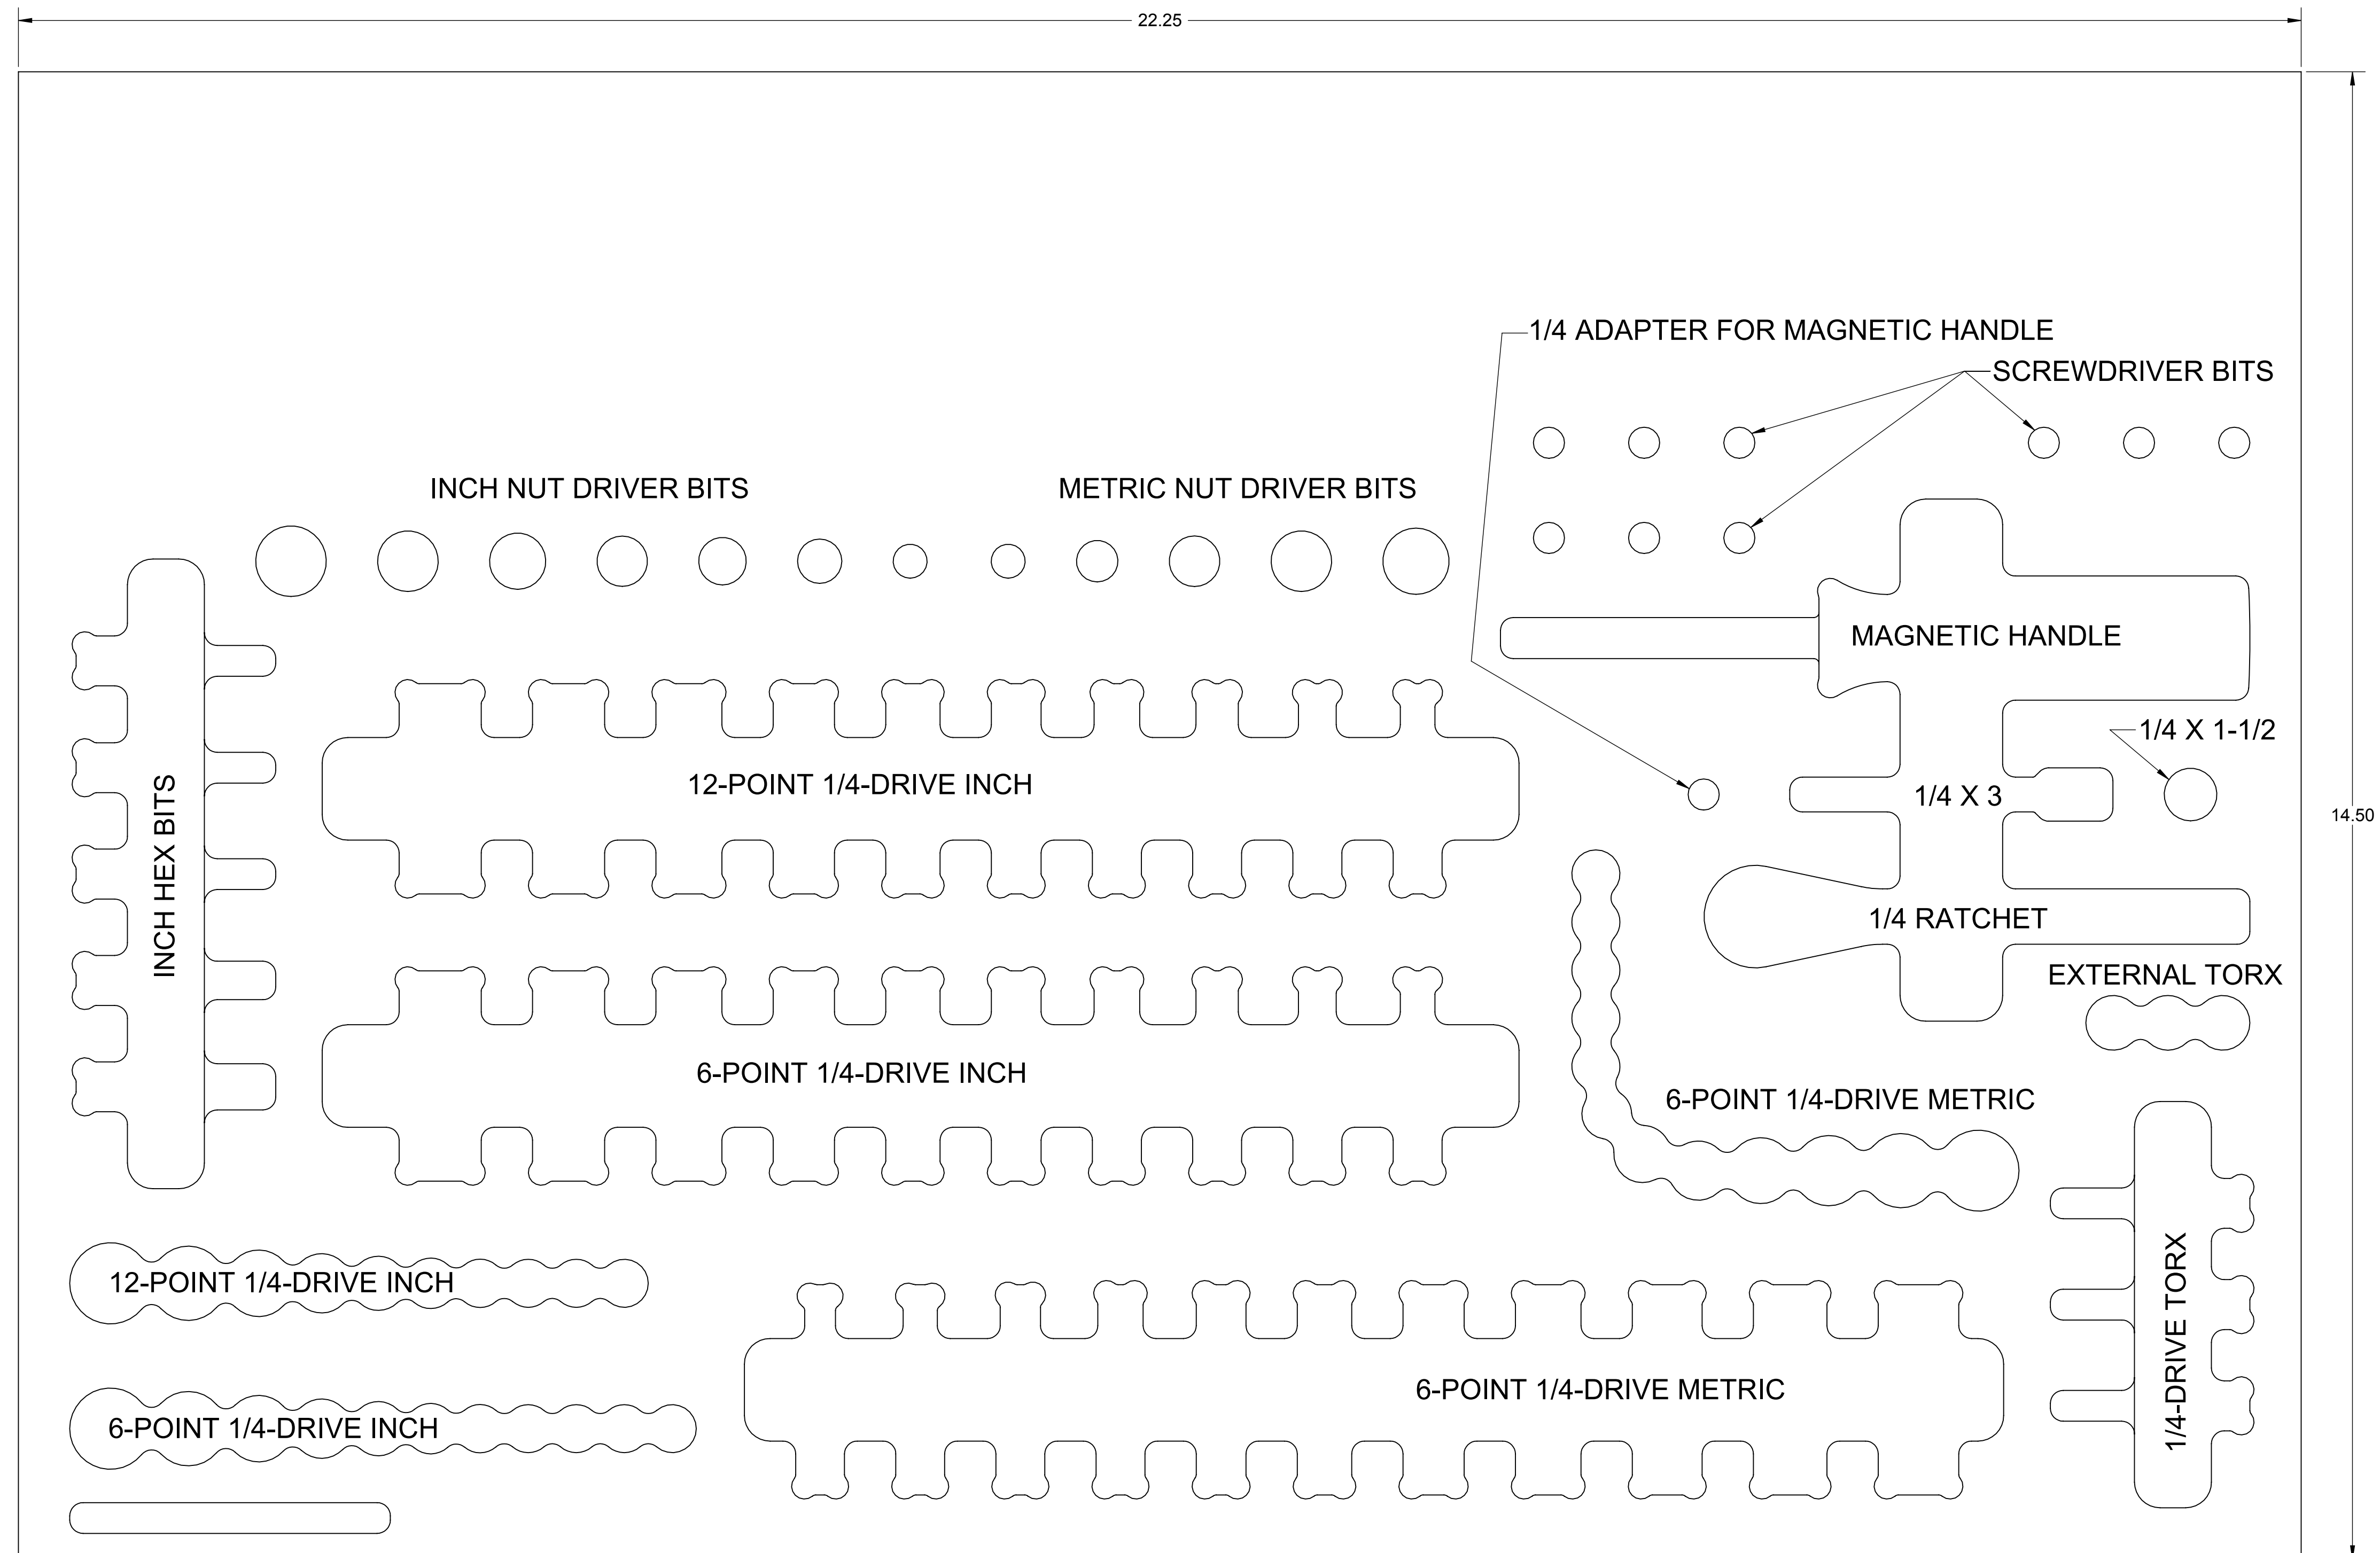 22.25
1/4 ADAPTER FOR MAGNETIC HANDLE
SCREWDRIVER BITS
INCH NUT DRIVER BITS
METRIC NUT DRIVER BITS
MAGNETIC HANDLE
1/4 X 1-1/2
12-POINT 1/4-DRIVE INCH
1/4 X 3
14.50
INCH HEX BITS
1/4 RATCHET
EXTERNAL TORX
6-POINT 1/4-DRIVE INCH
6-POINT 1/4-DRIVE METRIC
12-POINT 1/4-DRIVE INCH
1/4-DRIVE TORX
6-POINT 1/4-DRIVE METRIC
6-POINT 1/4-DRIVE INCH